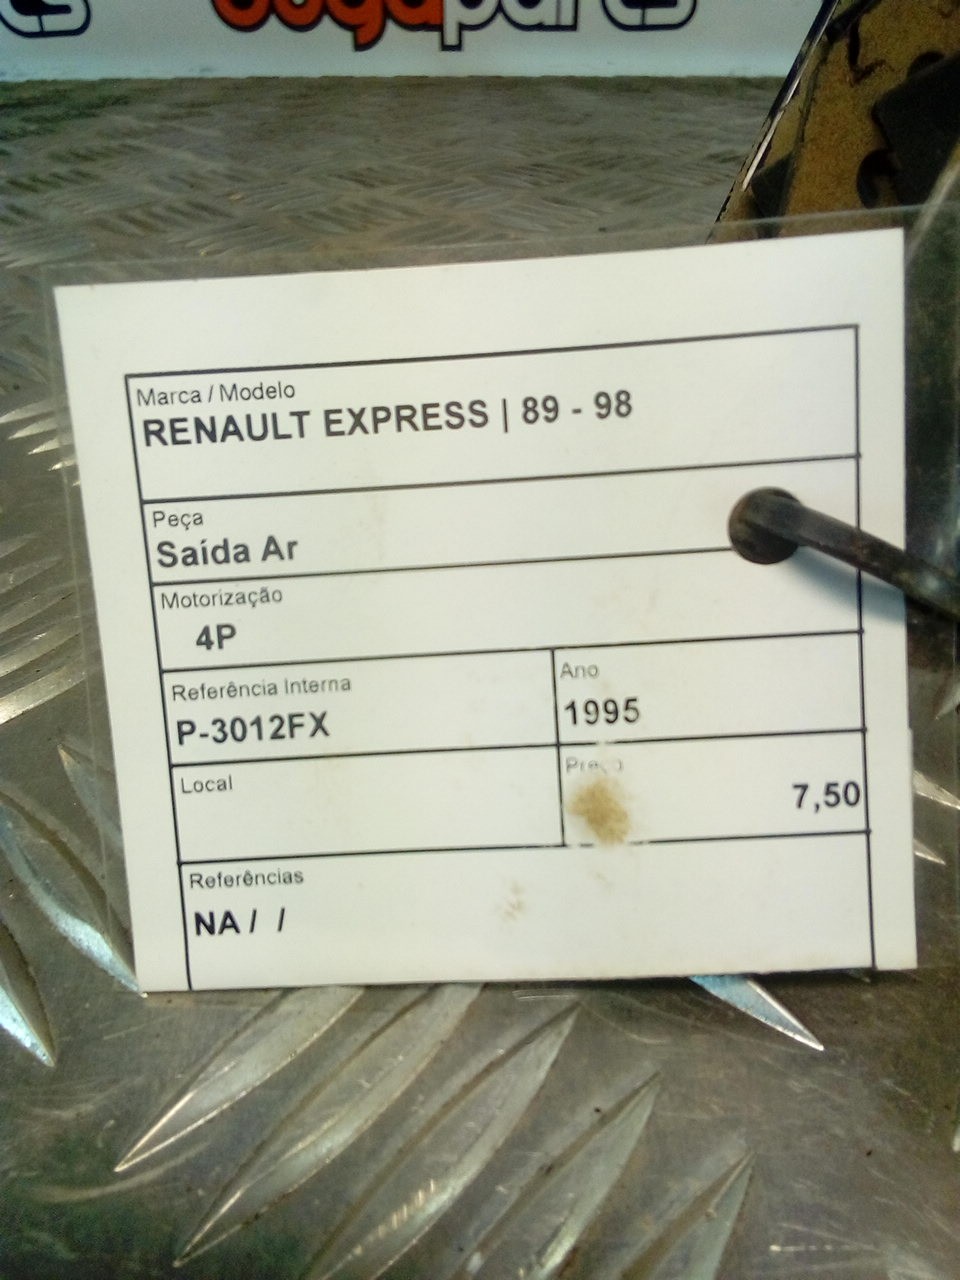 Marca / Modelo
RENAULT EXPRESS | 89 - 98
Peça
Saída Ar
Motorização
4P
Referência Interna
P-3012FX
Ano
1995
Local
Preço
7,50
Referências
NA / /